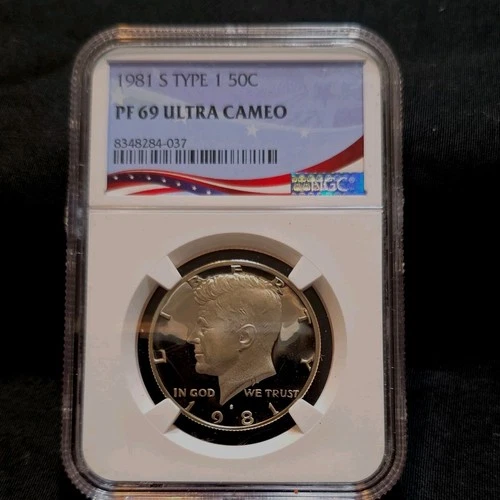 1981 S TYPE 1 50C
PF 69 ULTRA CAMEO
8348284-037
NGC
LIBERTY
IN GOD WE TRUST
S
1981